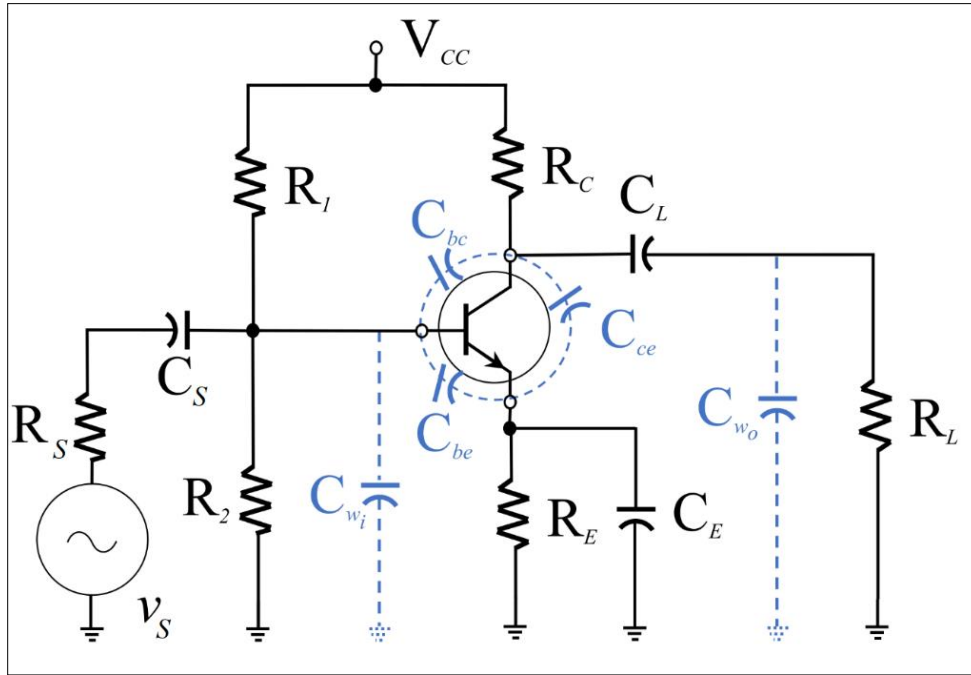 V_CC
R_1
R_C
C_L
C_bc
C_ce
C_S
R_S
C_be
R_2
C_wi
R_E
C_E
C_wo
R_L
v_S